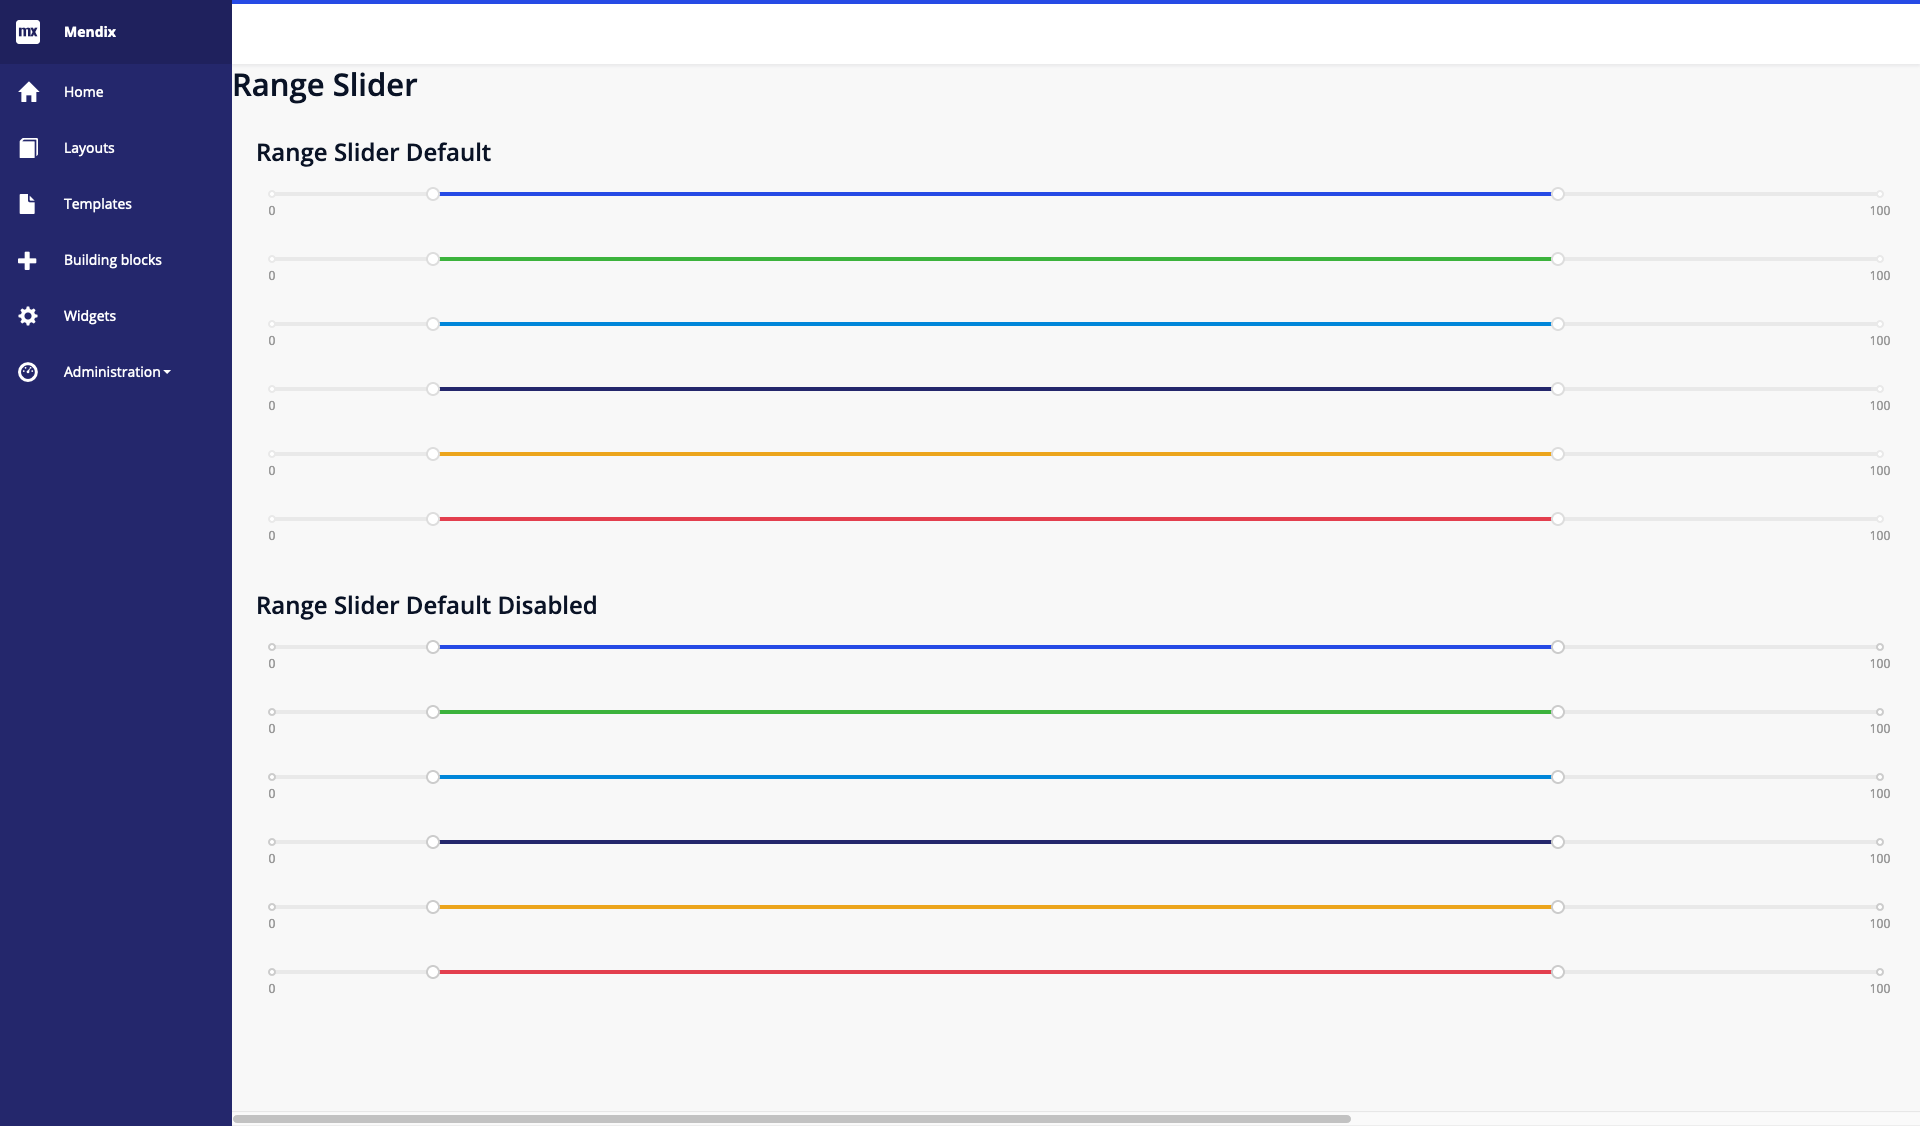 mx Mendix
Home
Layouts
Templates
Building blocks
Widgets
Administration
Range Slider
Range Slider Default
0 100
0 100
0 100
0 100
0 100
0 100
Range Slider Default Disabled
0 100
0 100
0 100
0 100
0 100
0 100